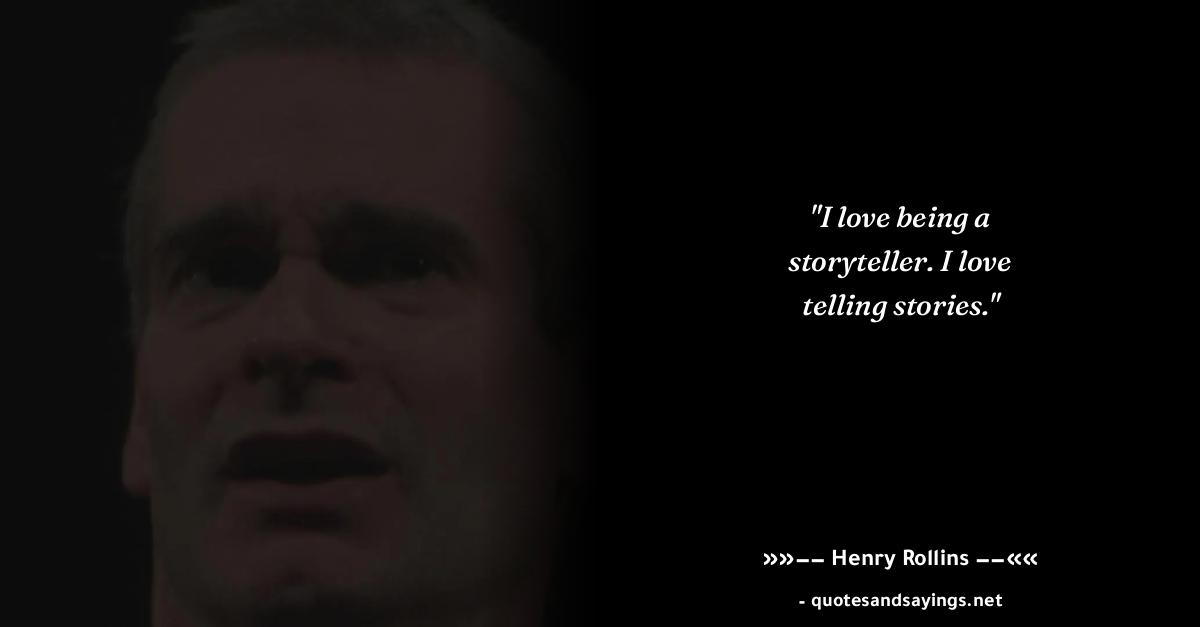 "I love being a
storyteller. I love
telling stories."
»»−− Henry Rollins −−««
- quotesandsayings.net